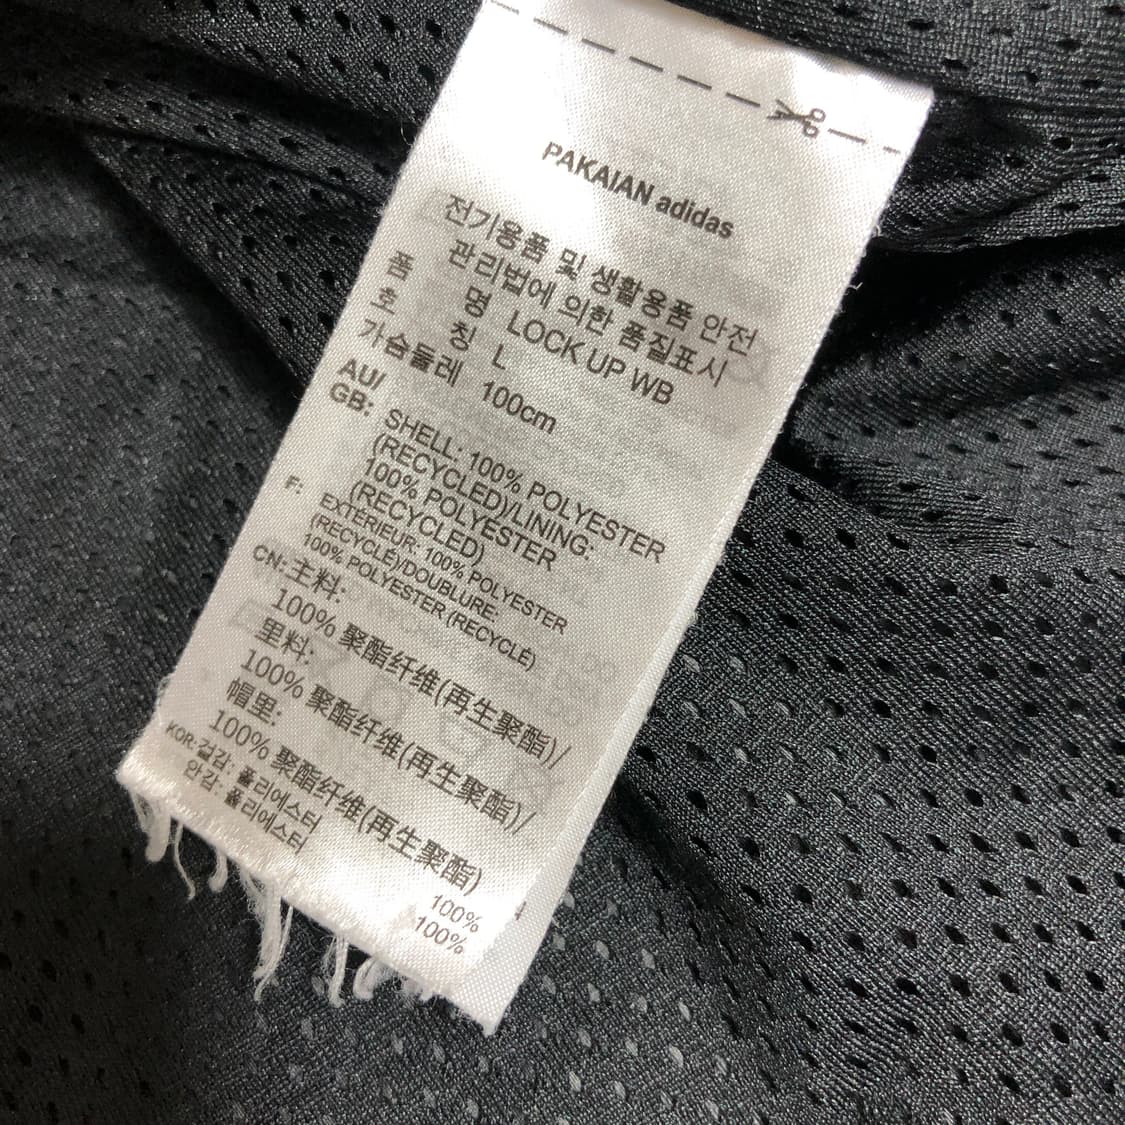 PAKAIAN adidas
전기용품 및 생활용품 안전
관리법에 의한 품질표시
품 명 LOCK UP WB
호 칭 L
가슴둘레 100cm
AU/
GB: SHELL: 100% POLYESTER
(RECYCLED)/LINING:
100% POLYESTER
(RECYCLED)
F: EXTÉRIEUR: 100% POLYESTER
(RECYCLÉ)/DOUBLURE:
100% POLYESTER (RECYCLÉ)
CN: 主料:
100% 聚酯纤维(再生聚酯)/
里料:
100% 聚酯纤维(再生聚酯)/
帽里:
100% 聚酯纤维(再生聚酯)
KOR: 겉감: 폴리에스터 100%
안감: 폴리에스터 100%